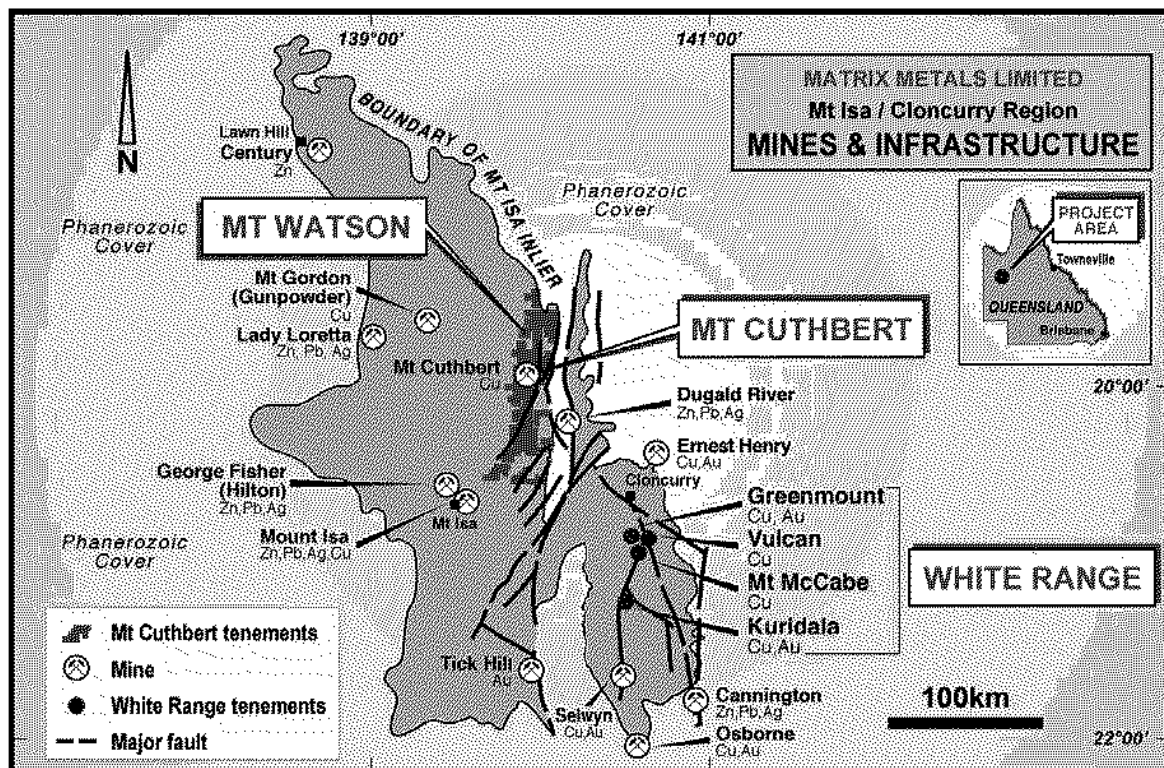 139°00'
141°00'
MATRIX METALS LIMITED
Mt Isa / Cloncurry Region
MINES & INFRASTRUCTURE
N
Lawn Hill
Century
Zn
BOUNDARY OF MT ISA INLIER
Phanerozoic
Cover
Phanerozoic
Cover
MT WATSON
PROJECT
AREA
Towneville
QUEENSLAND
Brisbane
Mt Gordon
(Gunpowder)
Cu
Lady Loretta
Zn, Pb, Ag
MT CUTHBERT
Mt Cuthbert
Cu
20°00'
Dugald River
Zn,Pb,Ag
Ernest Henry
Cu,Au
Cloncurry
George Fisher
(Hilton)
Zn,Pb,Ag
Mt Isa
Mount Isa
Zn,Pb,Ag,Cu
Phanerozoic
Cover
Greenmount
Cu, Au
Vulcan
Cu
Mt McCabe
Cu
Kuridala
Cu,Au
WHITE RANGE
Mt Cuthbert tenements
Mine
White Range tenements
Major fault
Tick Hill
Au
Selwyn
Cu,Au
Cannington
Zn,Pb,Ag
Osborne
Cu,Au
100km
22°00'